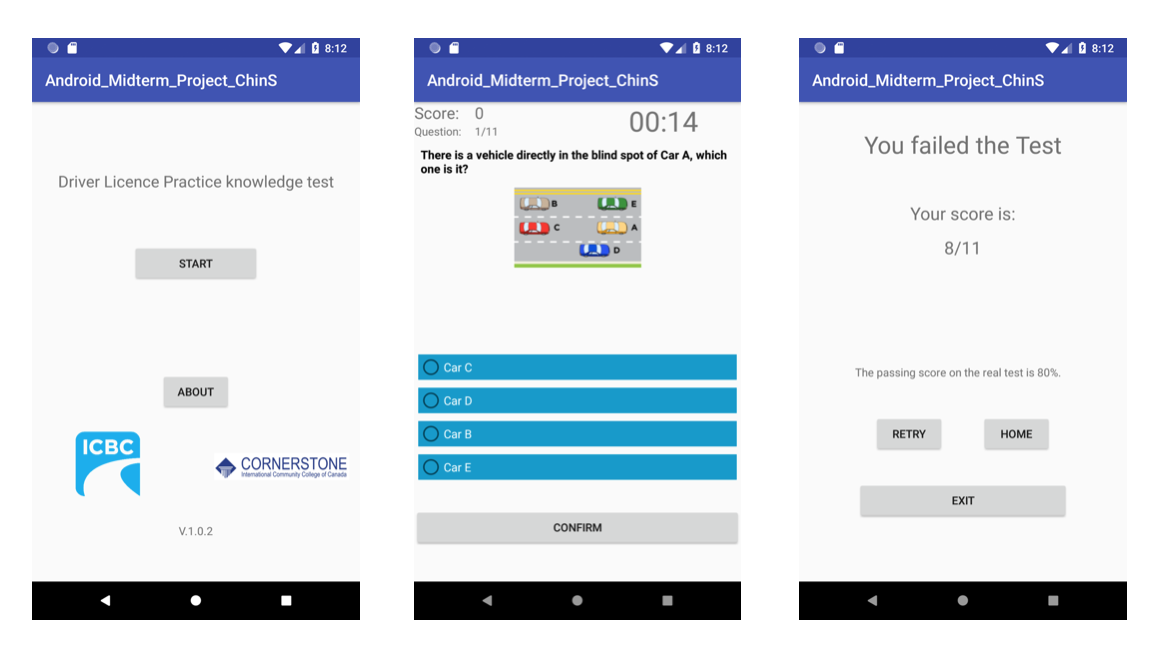 8:12
Android_Midterm_Project_ChinS
Driver Licence Practice knowledge test
START
ABOUT
ICBC
CORNERSTONE
International Community College of Canada
V.1.0.2
8:12
Android_Midterm_Project_ChinS
Score: 0
00:14
Question: 1/11
There is a vehicle directly in the blind spot of Car A, which
one is it?
B E
C A
D
Car C
Car D
Car B
Car E
CONFIRM
8:12
Android_Midterm_Project_ChinS
You failed the Test
Your score is:
8/11
The passing score on the real test is 80%.
RETRY HOME
EXIT